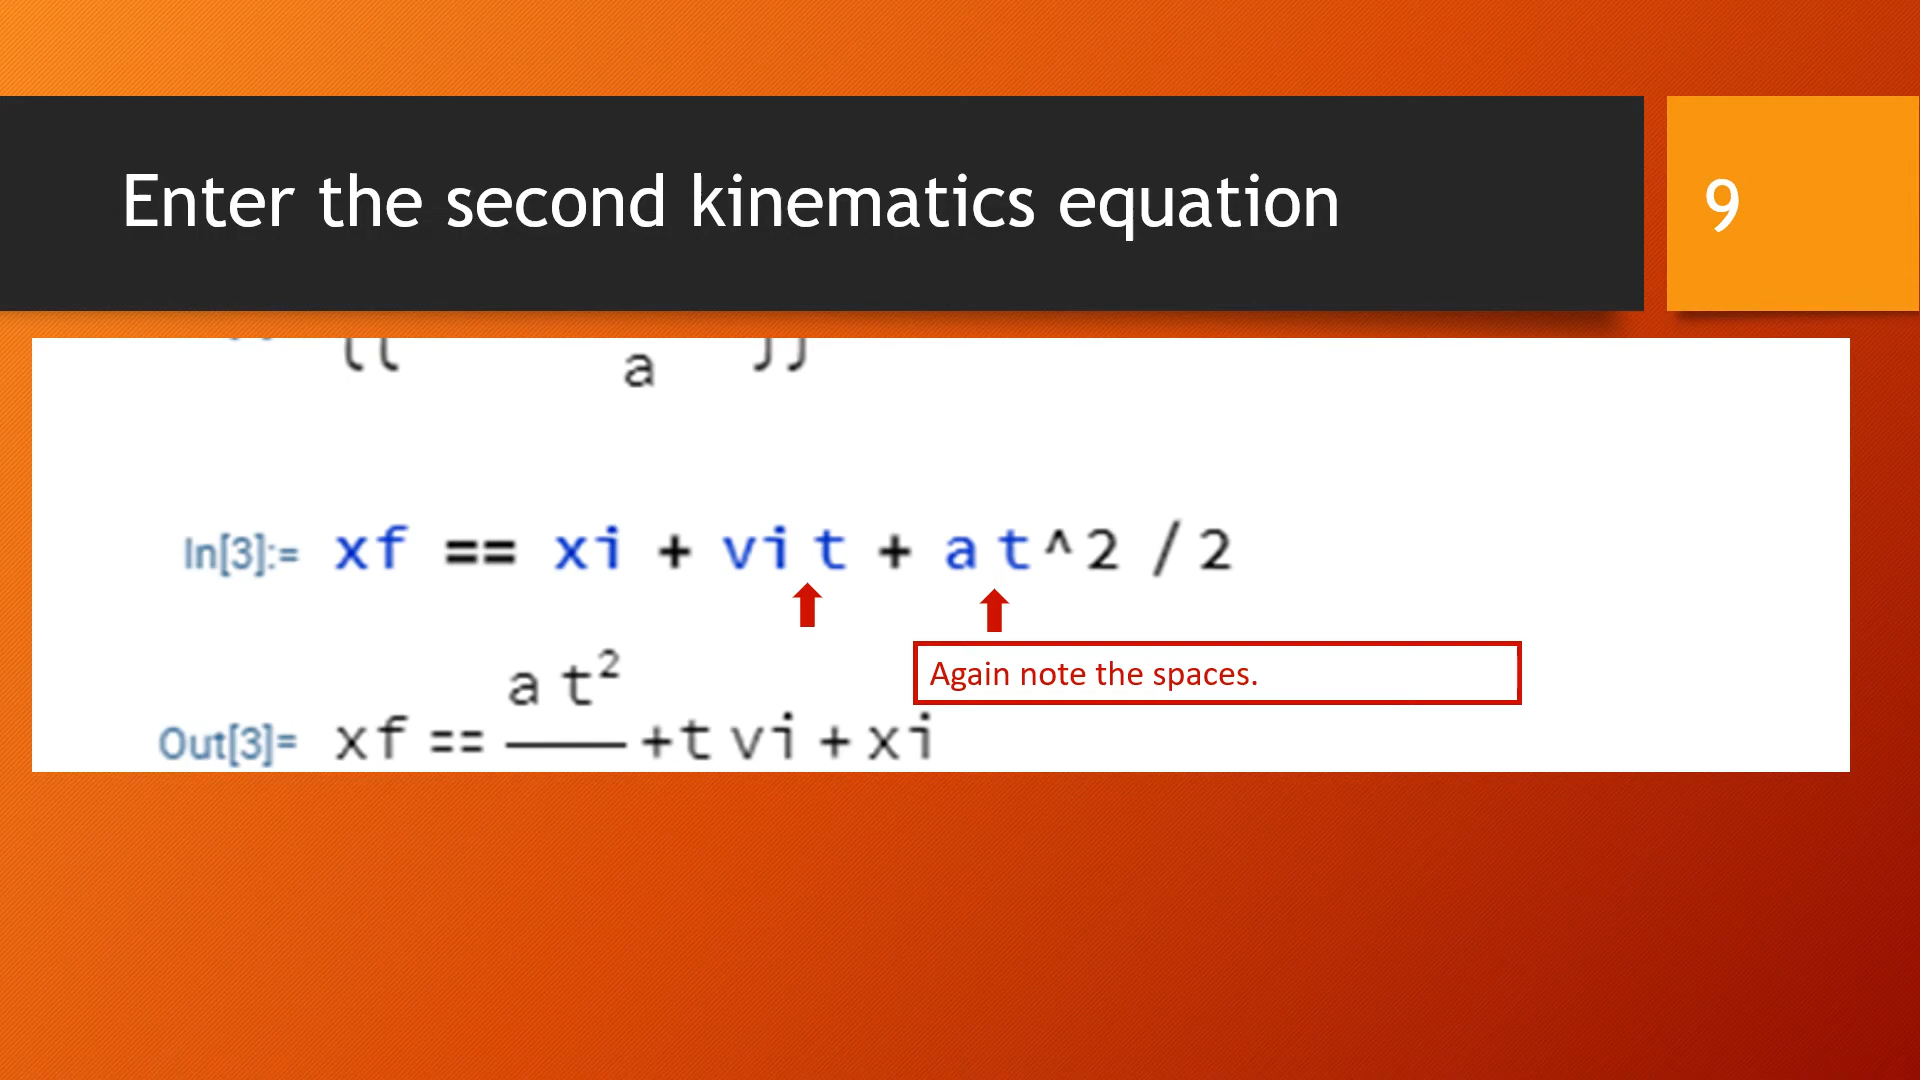 Enter the second kinematics equation
9
a
In[3]:= xf == xi + vi t + a t^2 / 2
Again note the spaces.
a t²
Out[3]= xf == —— +t vi + xi